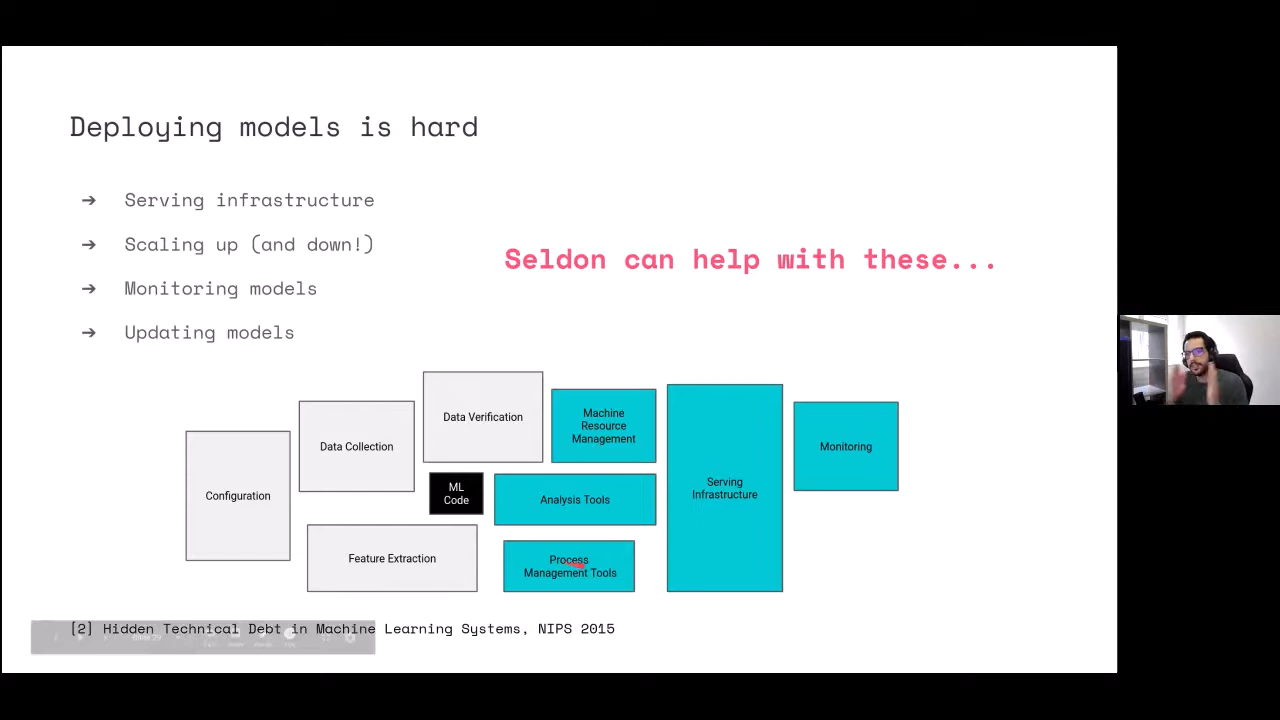 Deploying models is hard
➔ Serving infrastructure
➔ Scaling up (and down!)
➔ Monitoring models
➔ Updating models
Seldon can help with these...
Configuration
Data Collection
Data Verification
Machine
Resource
Management
ML
Code
Analysis Tools
Feature Extraction
Process
Management Tools
Serving
Infrastructure
Monitoring
[2] Hidden Technical Debt in Machine Learning Systems, NIPS 2015